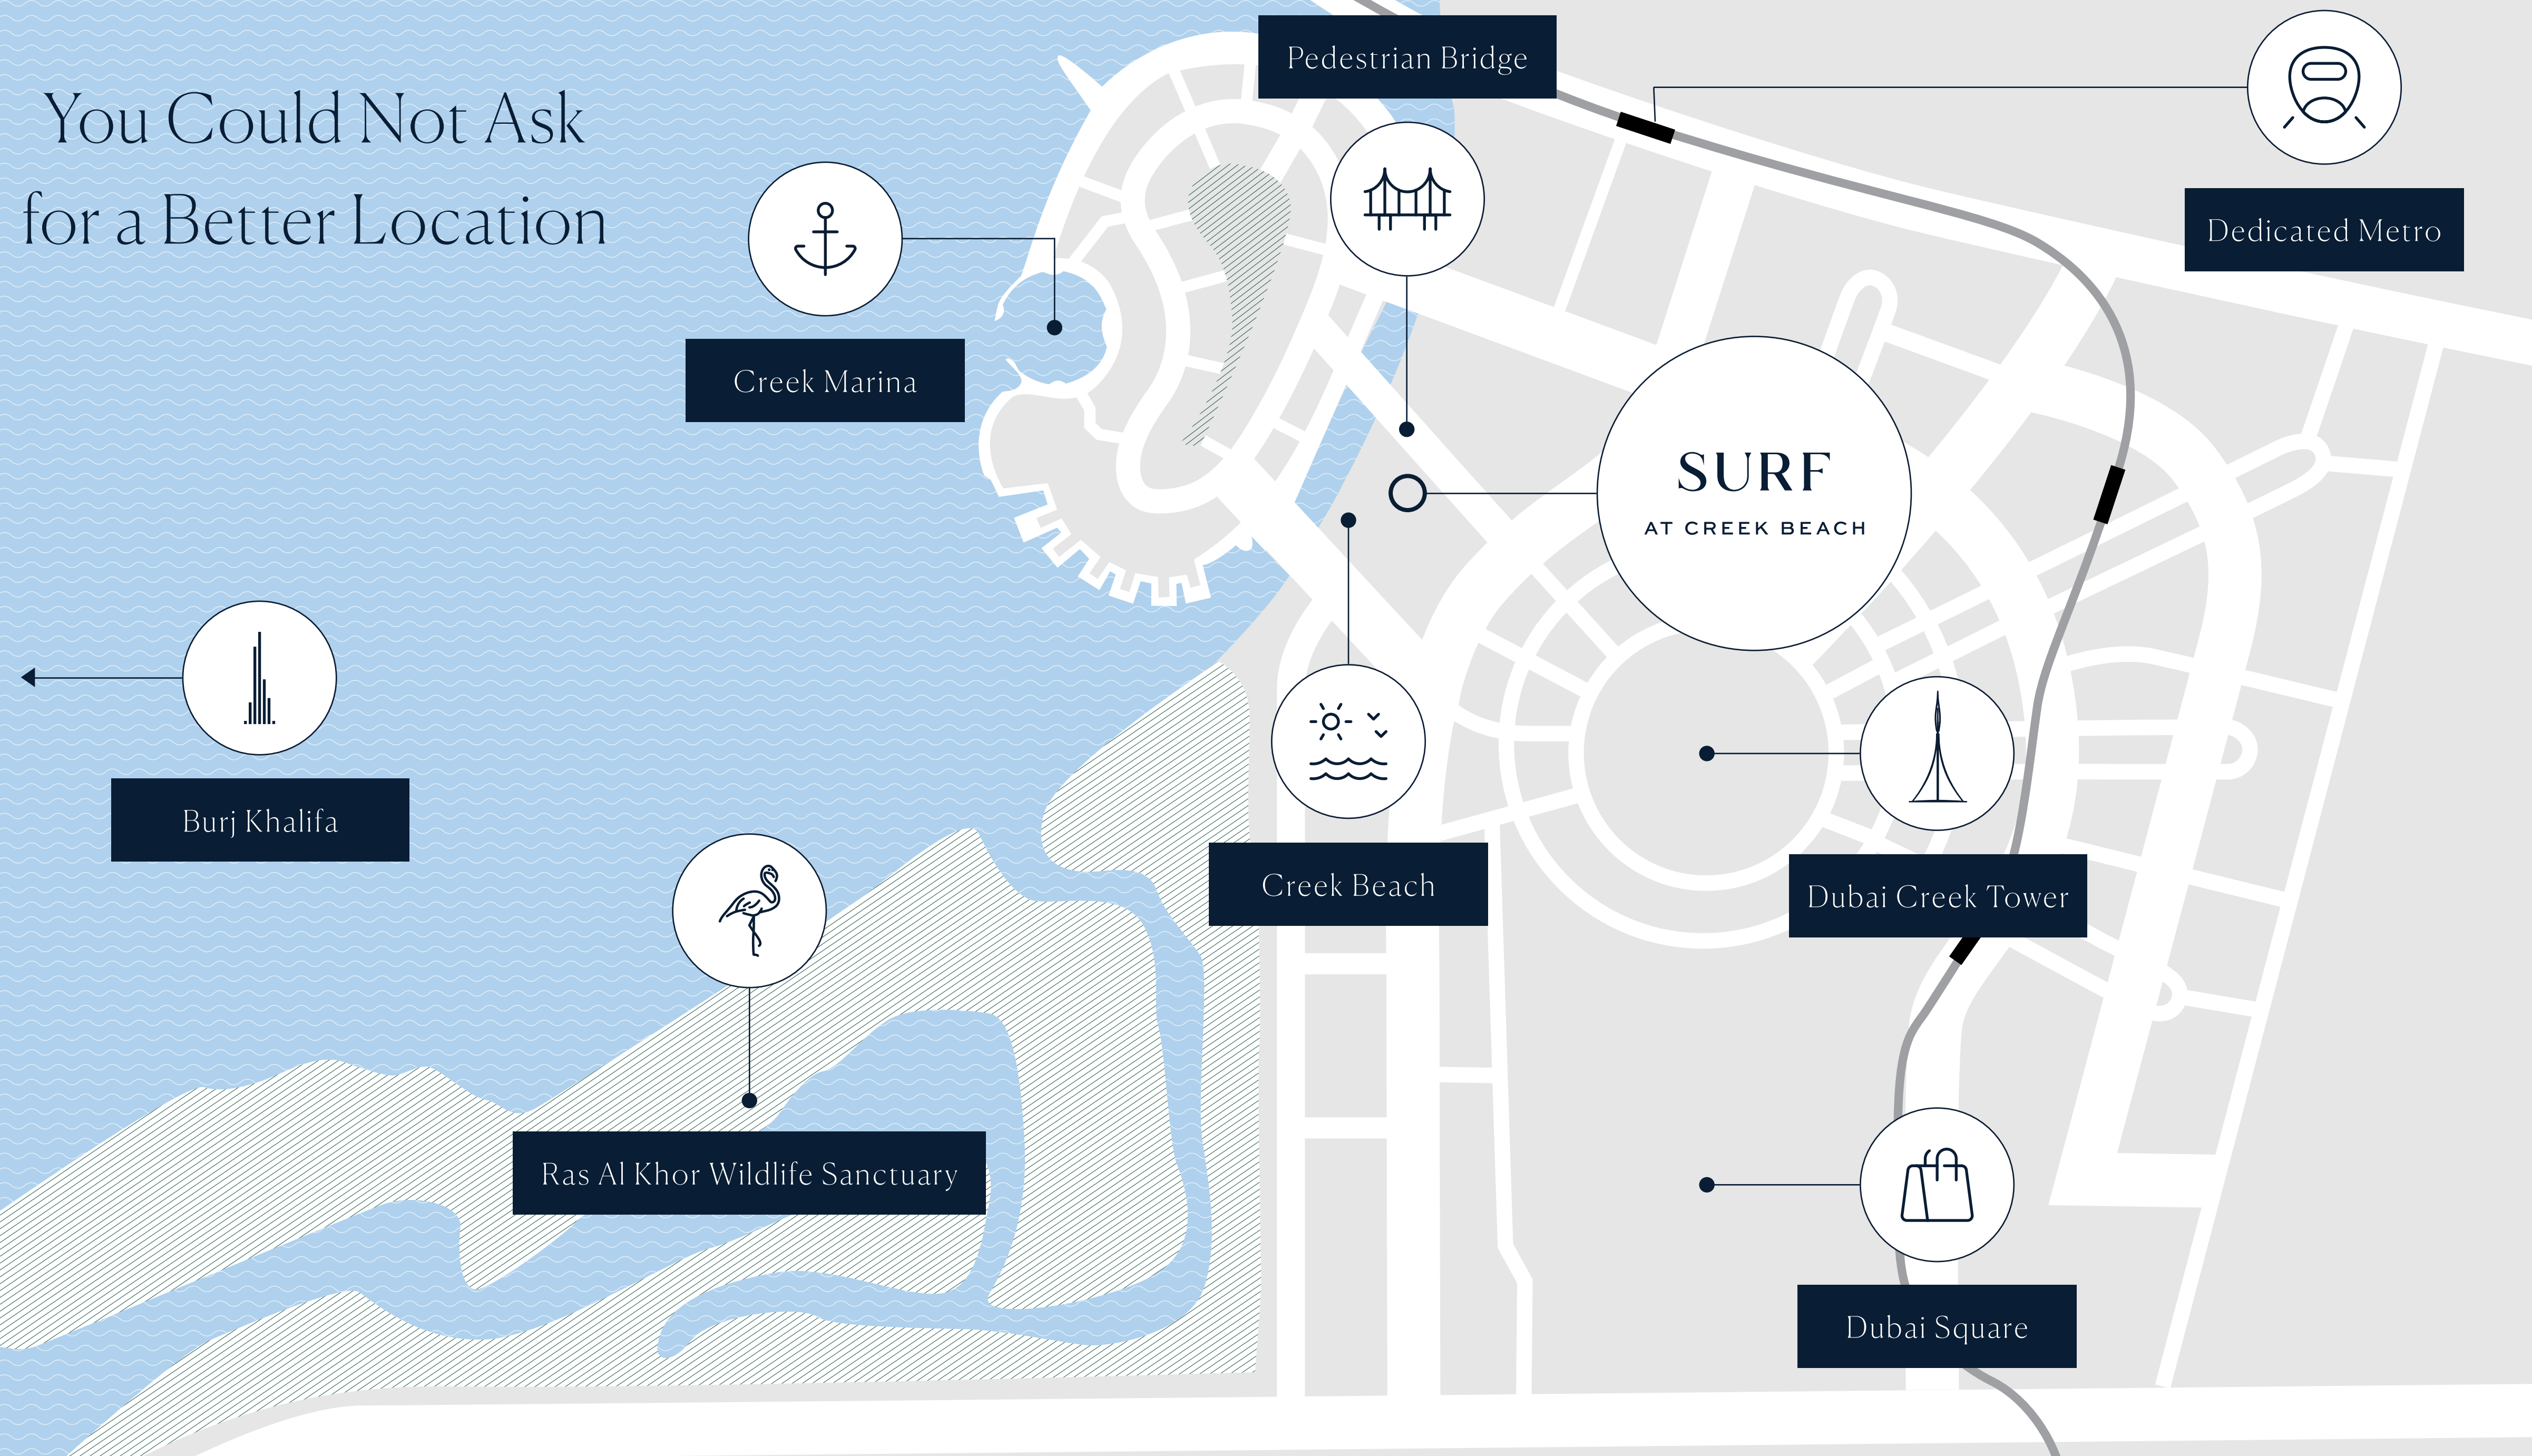 You Could Not Ask
for a Better Location
Pedestrian Bridge
Dedicated Metro
Creek Marina
SURF
AT CREEK BEACH
Burj Khalifa
Creek Beach
Dubai Creek Tower
Ras Al Khor Wildlife Sanctuary
Dubai Square